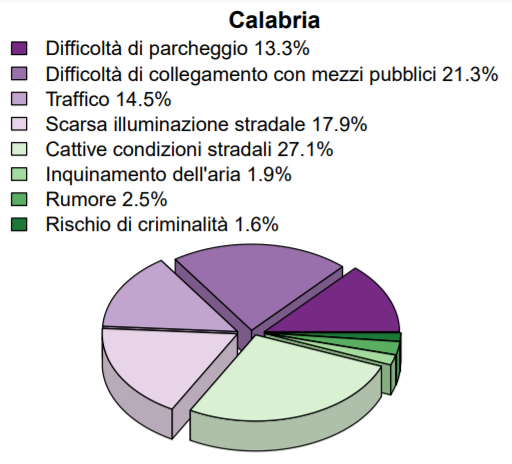 Calabria
Difficoltà di parcheggio 13.3%
Difficoltà di collegamento con mezzi pubblici 21.3%
Traffico 14.5%
Scarsa illuminazione stradale 17.9%
Cattive condizioni stradali 27.1%
Inquinamento dell'aria 1.9%
Rumore 2.5%
Rischio di criminalità 1.6%